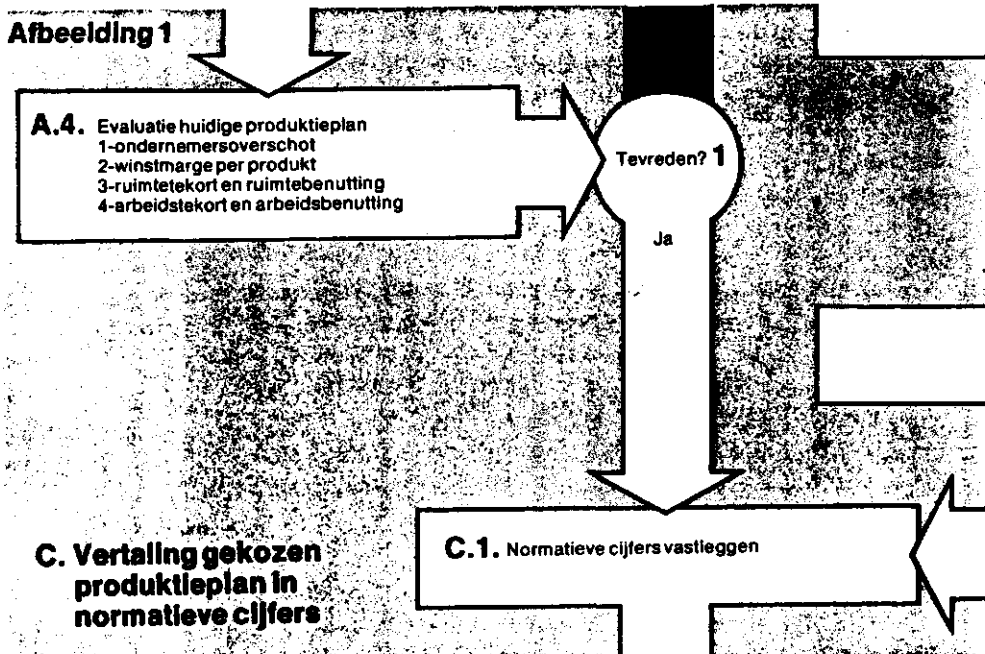 Afbeelding 1
A.4. Evaluatie huidige produktieplan
1-ondernemersoverschot
2-winstmarge per produkt
3-ruimtetekort en ruimtebenutting
4-arbeidstekort en arbeidsbenutting
Tevreden? 1
Ja
C. Vertaling gekozen
produktieplan in
normatieve cijfers
C.1. Normatieve cijfers vastleggen